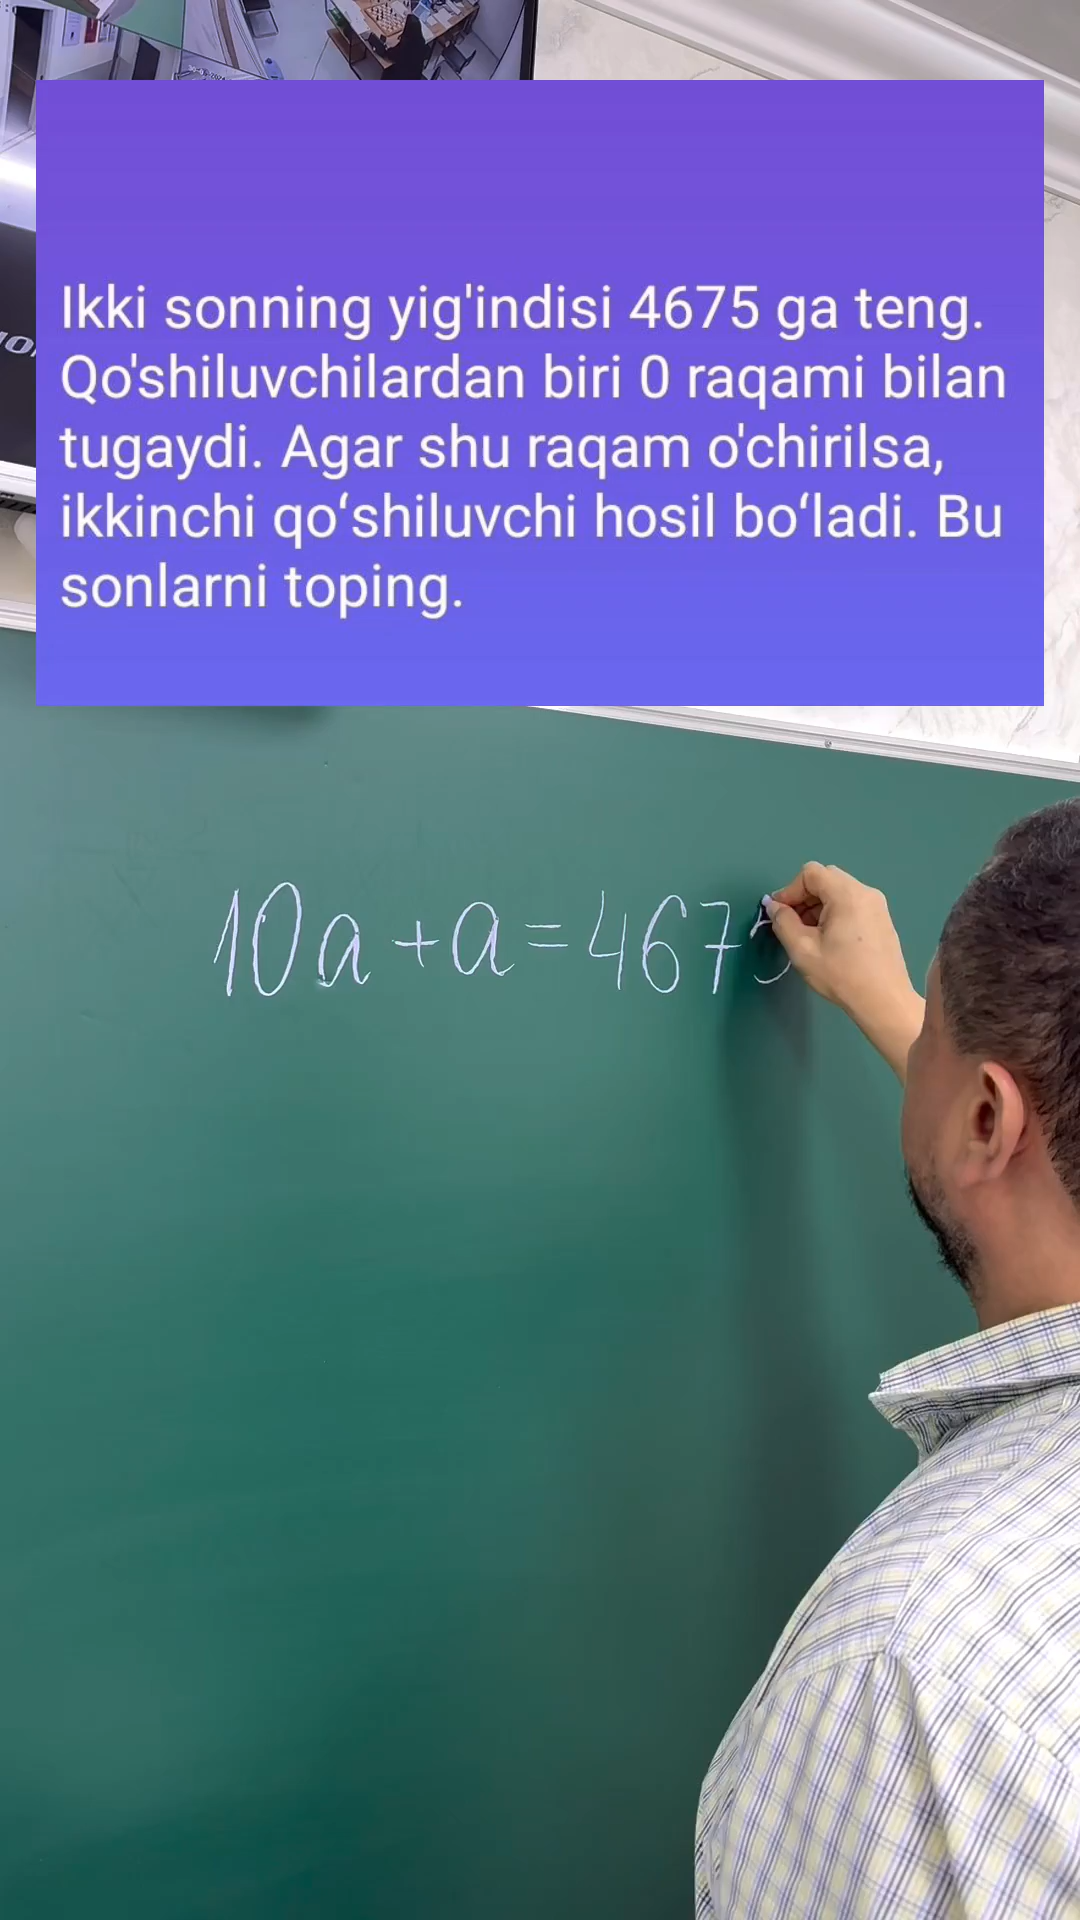 Ikki sonning yig'indisi 4675 ga teng.
Qo'shiluvchilardan biri 0 raqami bilan
tugaydi. Agar shu raqam o'chirilsa,
ikkinchi qo‘shiluvchi hosil bo‘ladi. Bu
sonlarni toping.
10a + a = 4675